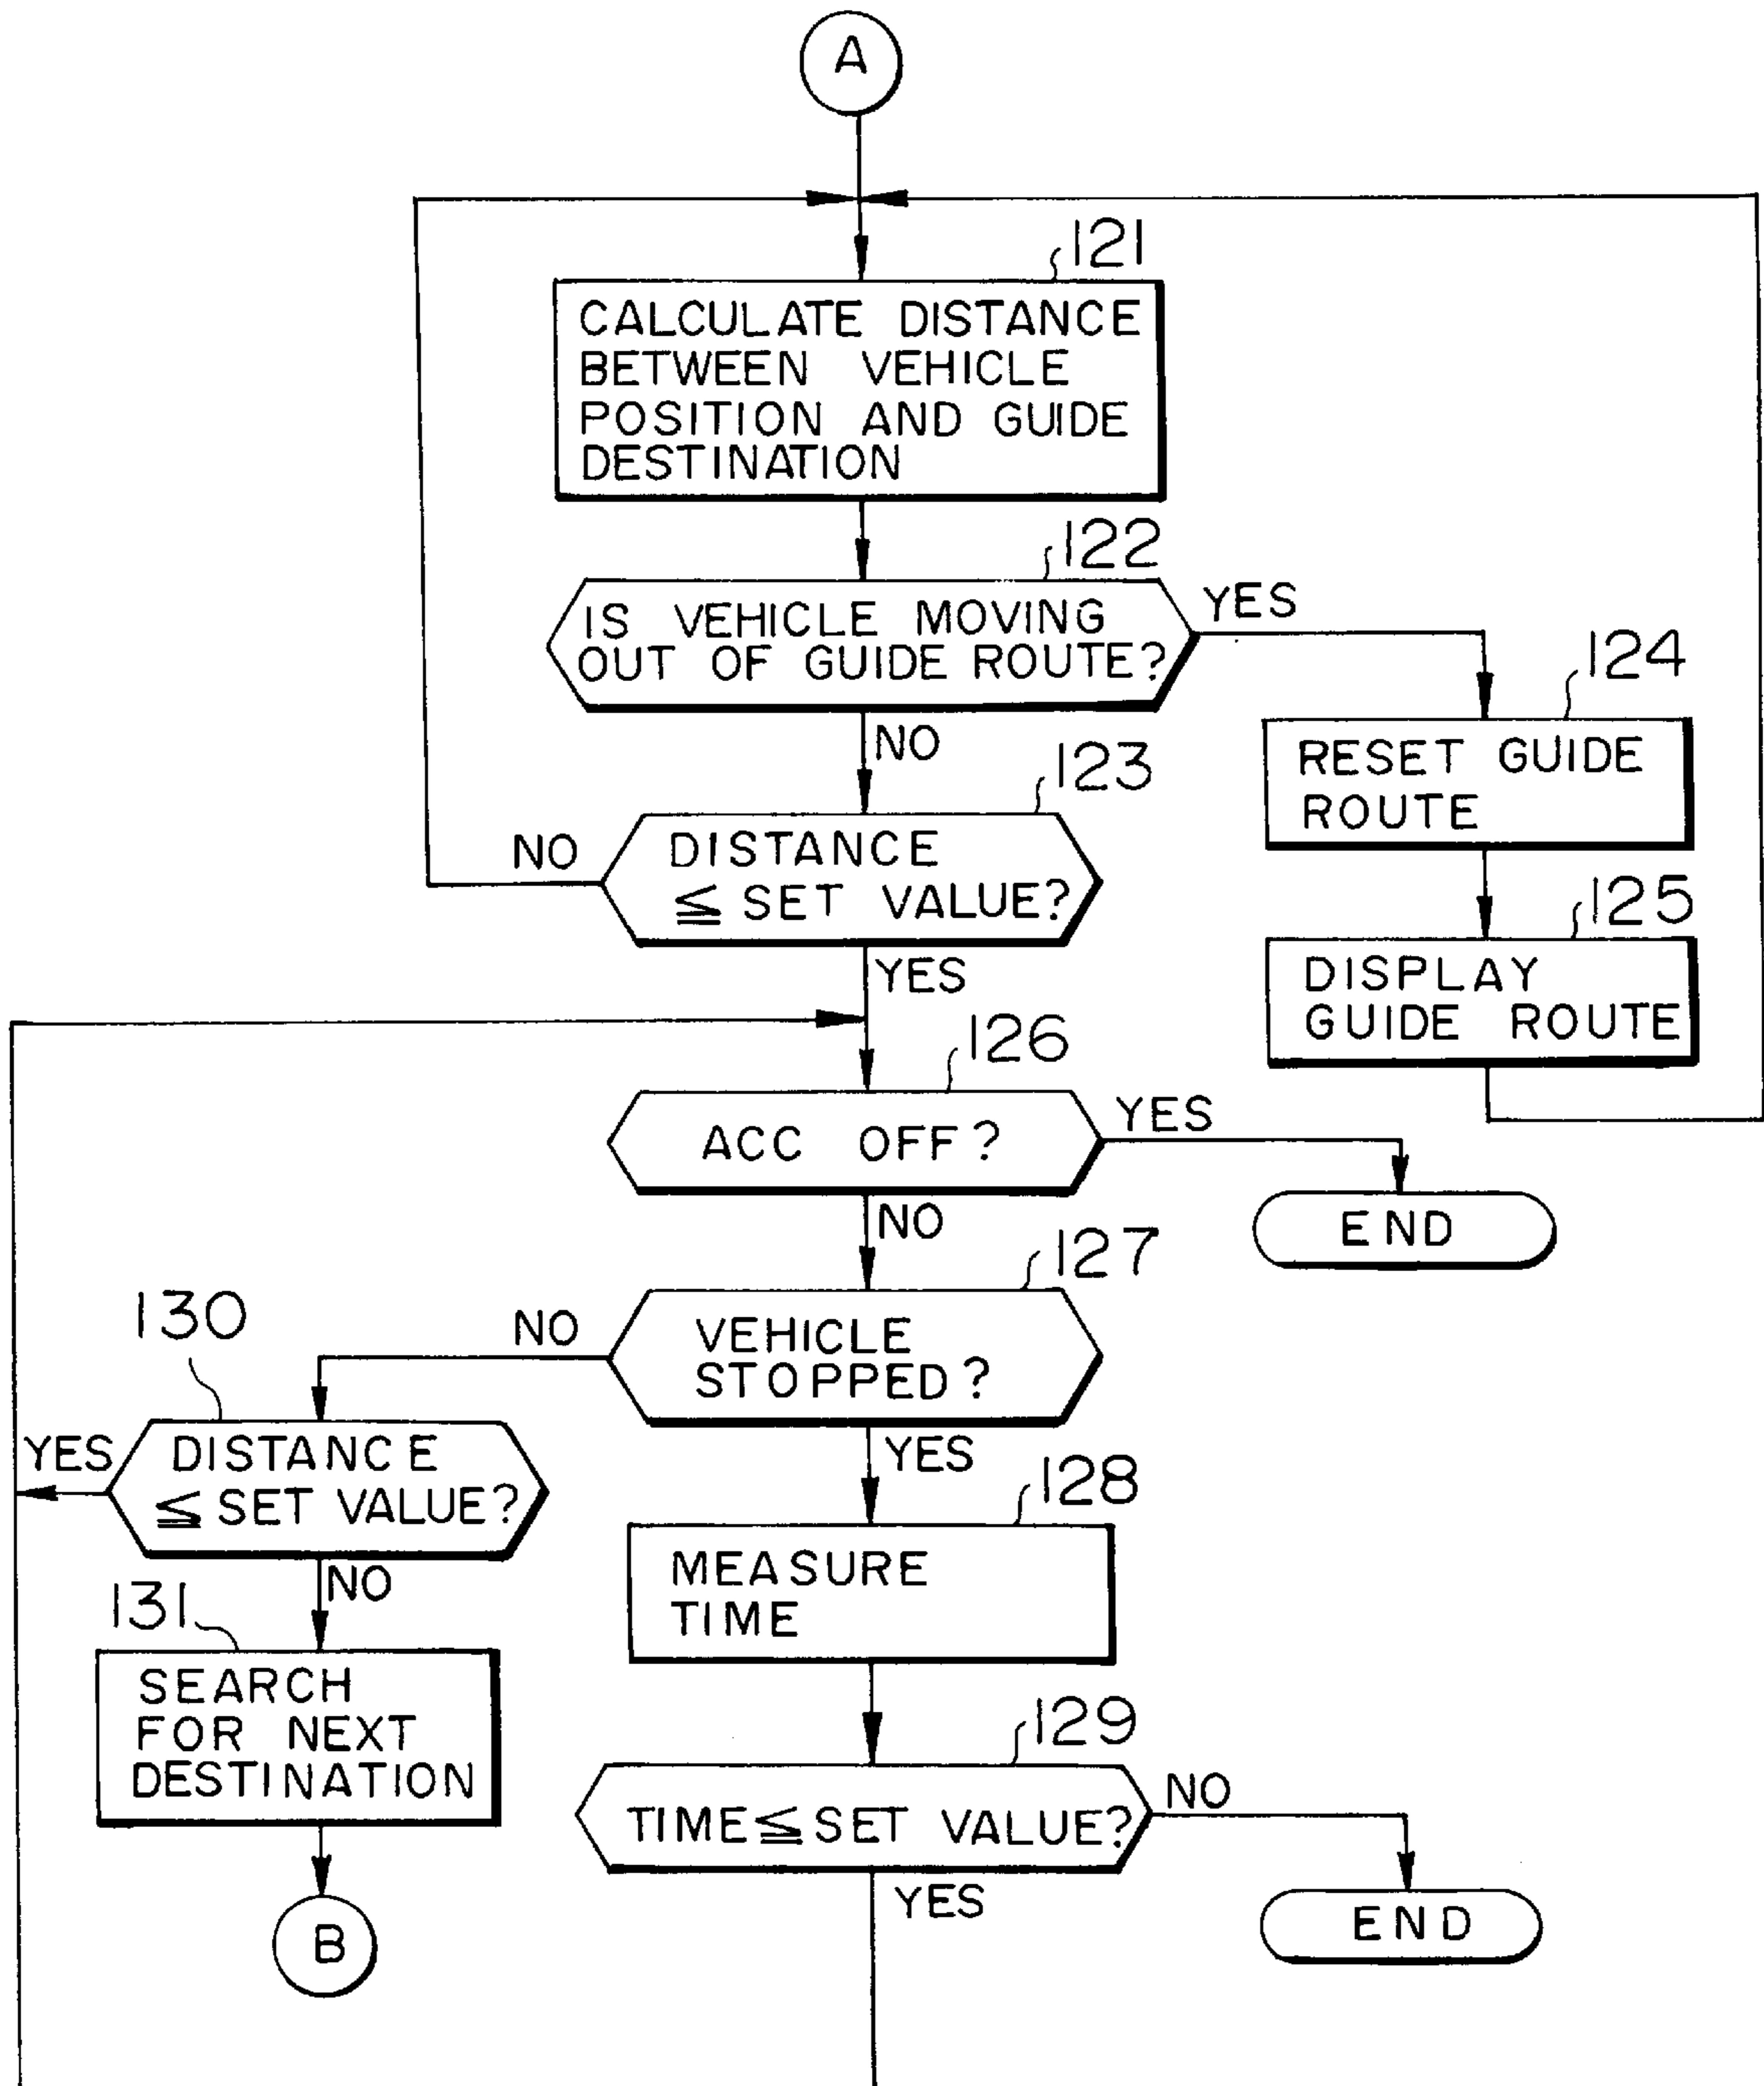 A
121
CALCULATE DISTANCE
BETWEEN VEHICLE
POSITION AND GUIDE
DESTINATION
122
IS VEHICLE MOVING
OUT OF GUIDE ROUTE?
YES
NO
124
RESET GUIDE
ROUTE
123
NO
DISTANCE
≦ SET VALUE?
YES
125
DISPLAY
GUIDE ROUTE
126
ACC OFF?
YES
NO
END
127
NO
VEHICLE
STOPPED?
YES
130
YES
DISTANCE
≦ SET VALUE?
NO
128
MEASURE
TIME
131
SEARCH
FOR NEXT
DESTINATION
129
TIME≦SET VALUE?
NO
YES
B
END